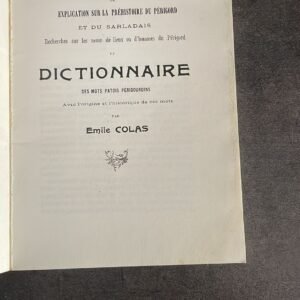 EXPLICATION SUR LA PRÉHISTOIRE DU PÉRIGORD
ET DU SARLADAIS
Recherches sur les noms de lieux ou d'hommes du Périgord
ET
DICTIONNAIRE
DES MOTS PATOIS PÉRIGOURDINS
Avec l'origine et l'historique de ces mots
PAR
Emile COLAS